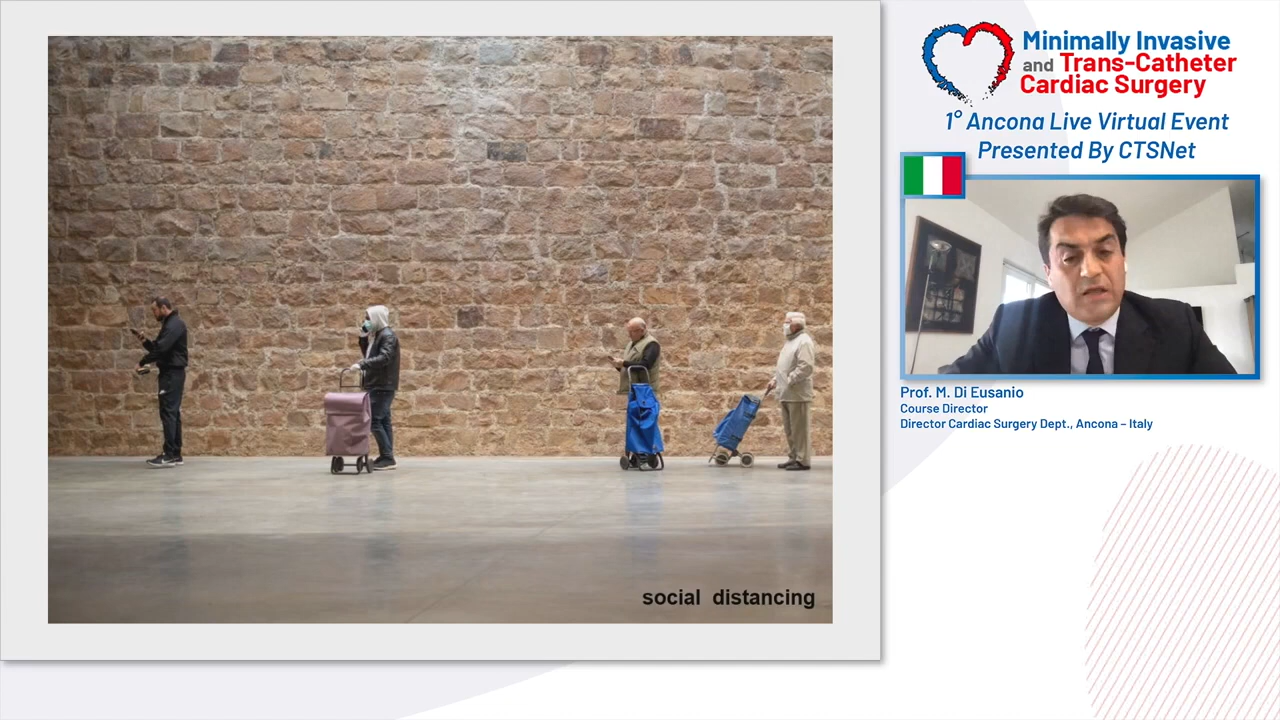 Minimally Invasive
and Trans-Catheter
Cardiac Surgery
1° Ancona Live Virtual Event
Presented By CTSNet
Prof. M. Di Eusanio
Course Director
Director Cardiac Surgery Dept., Ancona – Italy
social distancing